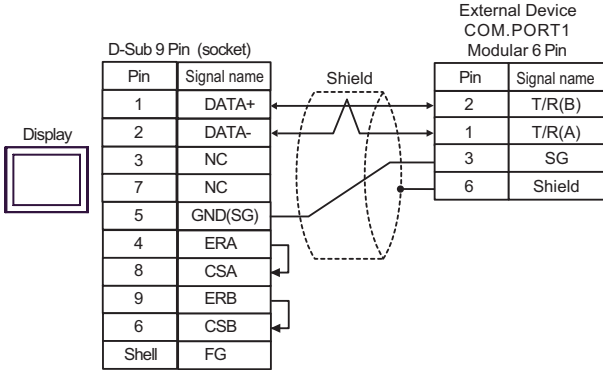 External Device
COM.PORT1
Modular 6 Pin
D-Sub 9 Pin (socket)
Pin Signal name
Shield
Pin Signal name
1 DATA+
2 T/R(B)
Display
2 DATA-
1 T/R(A)
3 NC
3 SG
7 NC
6 Shield
5 GND(SG)
4 ERA
8 CSA
9 ERB
6 CSB
Shell FG